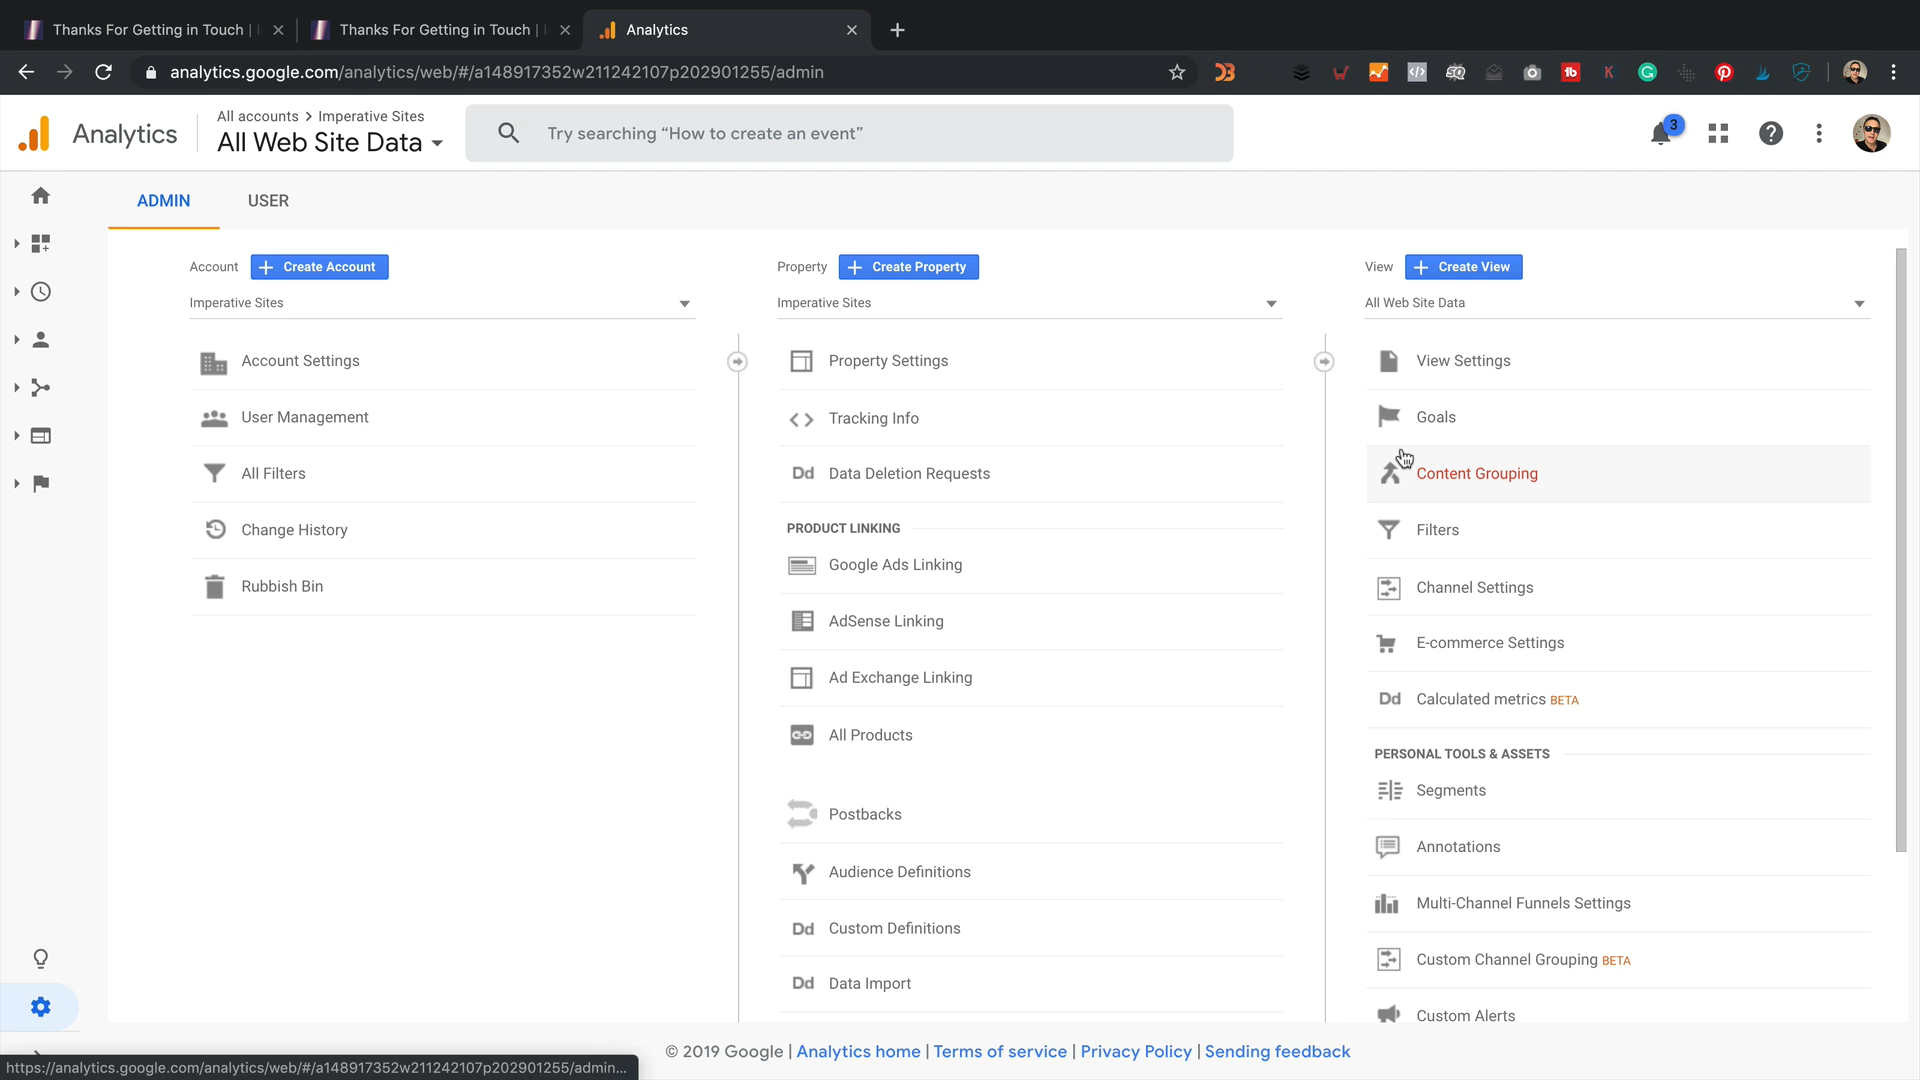 Thanks For Getting in Touch |
Thanks For Getting in Touch |
Analytics
analytics.google.com/analytics/web/#/a148917352w211242107p202901255/admin
Analytics
All accounts > Imperative Sites
All Web Site Data
Try searching “How to create an event”
3
ADMIN
USER
Account
+ Create Account
Imperative Sites
Account Settings
User Management
All Filters
Change History
Rubbish Bin
Property
+ Create Property
Imperative Sites
Property Settings
Tracking Info
Dd Data Deletion Requests
PRODUCT LINKING
Google Ads Linking
AdSense Linking
Ad Exchange Linking
All Products
Postbacks
Audience Definitions
Dd Custom Definitions
Dd Data Import
View
+ Create View
All Web Site Data
View Settings
Goals
Content Grouping
Filters
Channel Settings
E-commerce Settings
Dd Calculated metrics BETA
PERSONAL TOOLS & ASSETS
Segments
Annotations
Multi-Channel Funnels Settings
Custom Channel Grouping BETA
Custom Alerts
© 2019 Google | Analytics home | Terms of service | Privacy Policy | Sending feedback
https://analytics.google.com/analytics/web/#/a148917352w211242107p202901255/admin...